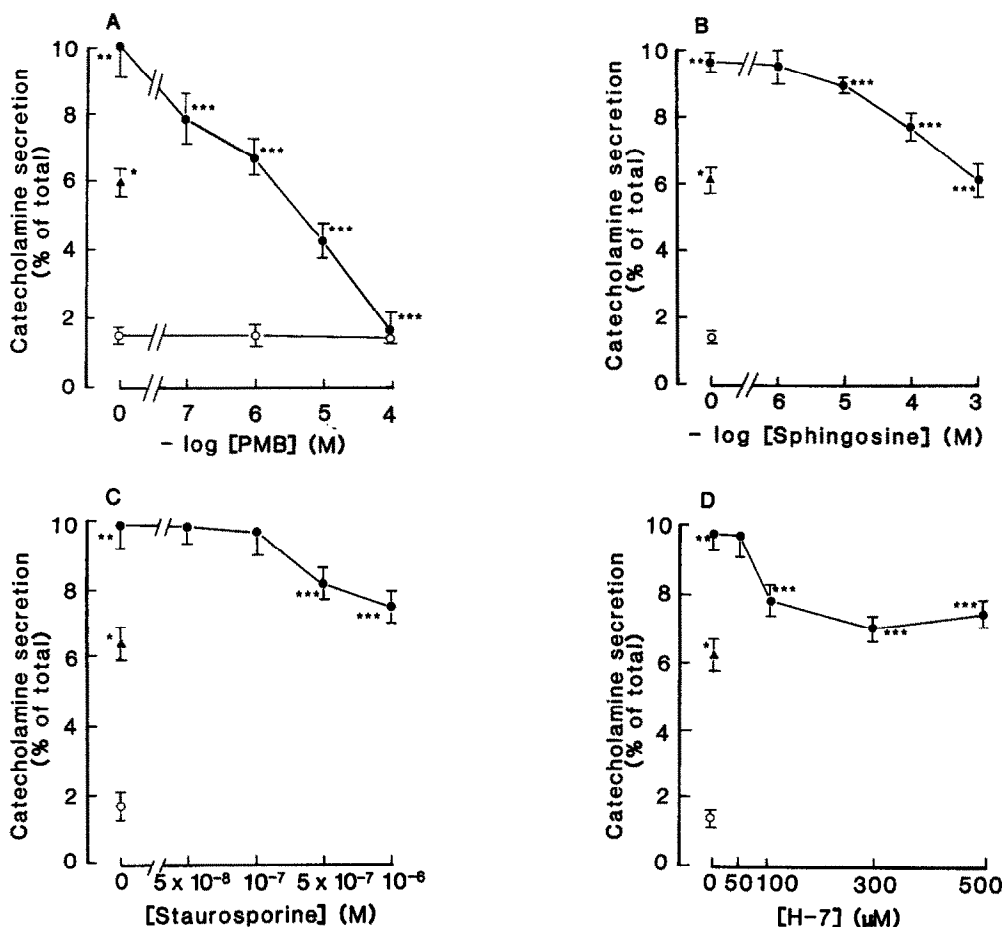 A
Catecholamine secretion
(% of total)
10
8
6
4
2
0
**
***
***
***
***
*
0 7 6 5 4
- log [PMB] (M)
B
Catecholamine secretion
(% of total)
10
8
6
4
2
0
**
***
***
***
*
0 6 5 4 3
- log [Sphingosine] (M)
C
Catecholamine secretion
(% of total)
10
8
6
4
2
0
**
***
***
*
0 5 x 10⁻⁸ 10⁻⁷ 5 x 10⁻⁷ 10⁻⁶
[Staurosporine] (M)
D
Catecholamine secretion
(% of total)
10
8
6
4
2
0
**
***
***
***
*
0 50 100 300 500
[H-7] (μM)